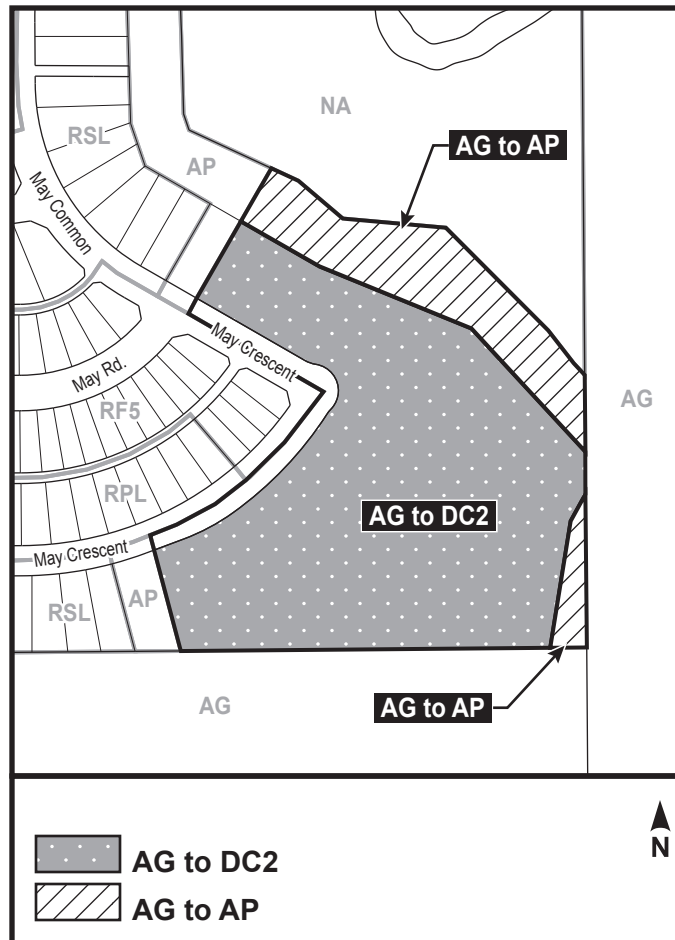 NA
RSL
AG to AP
AP
May Common
May Crescent
May Rd.
AG
RF5
RPL
AG to DC2
May Crescent
RSL
AP
AG
AG to AP
AG to DC2
AG to AP
N